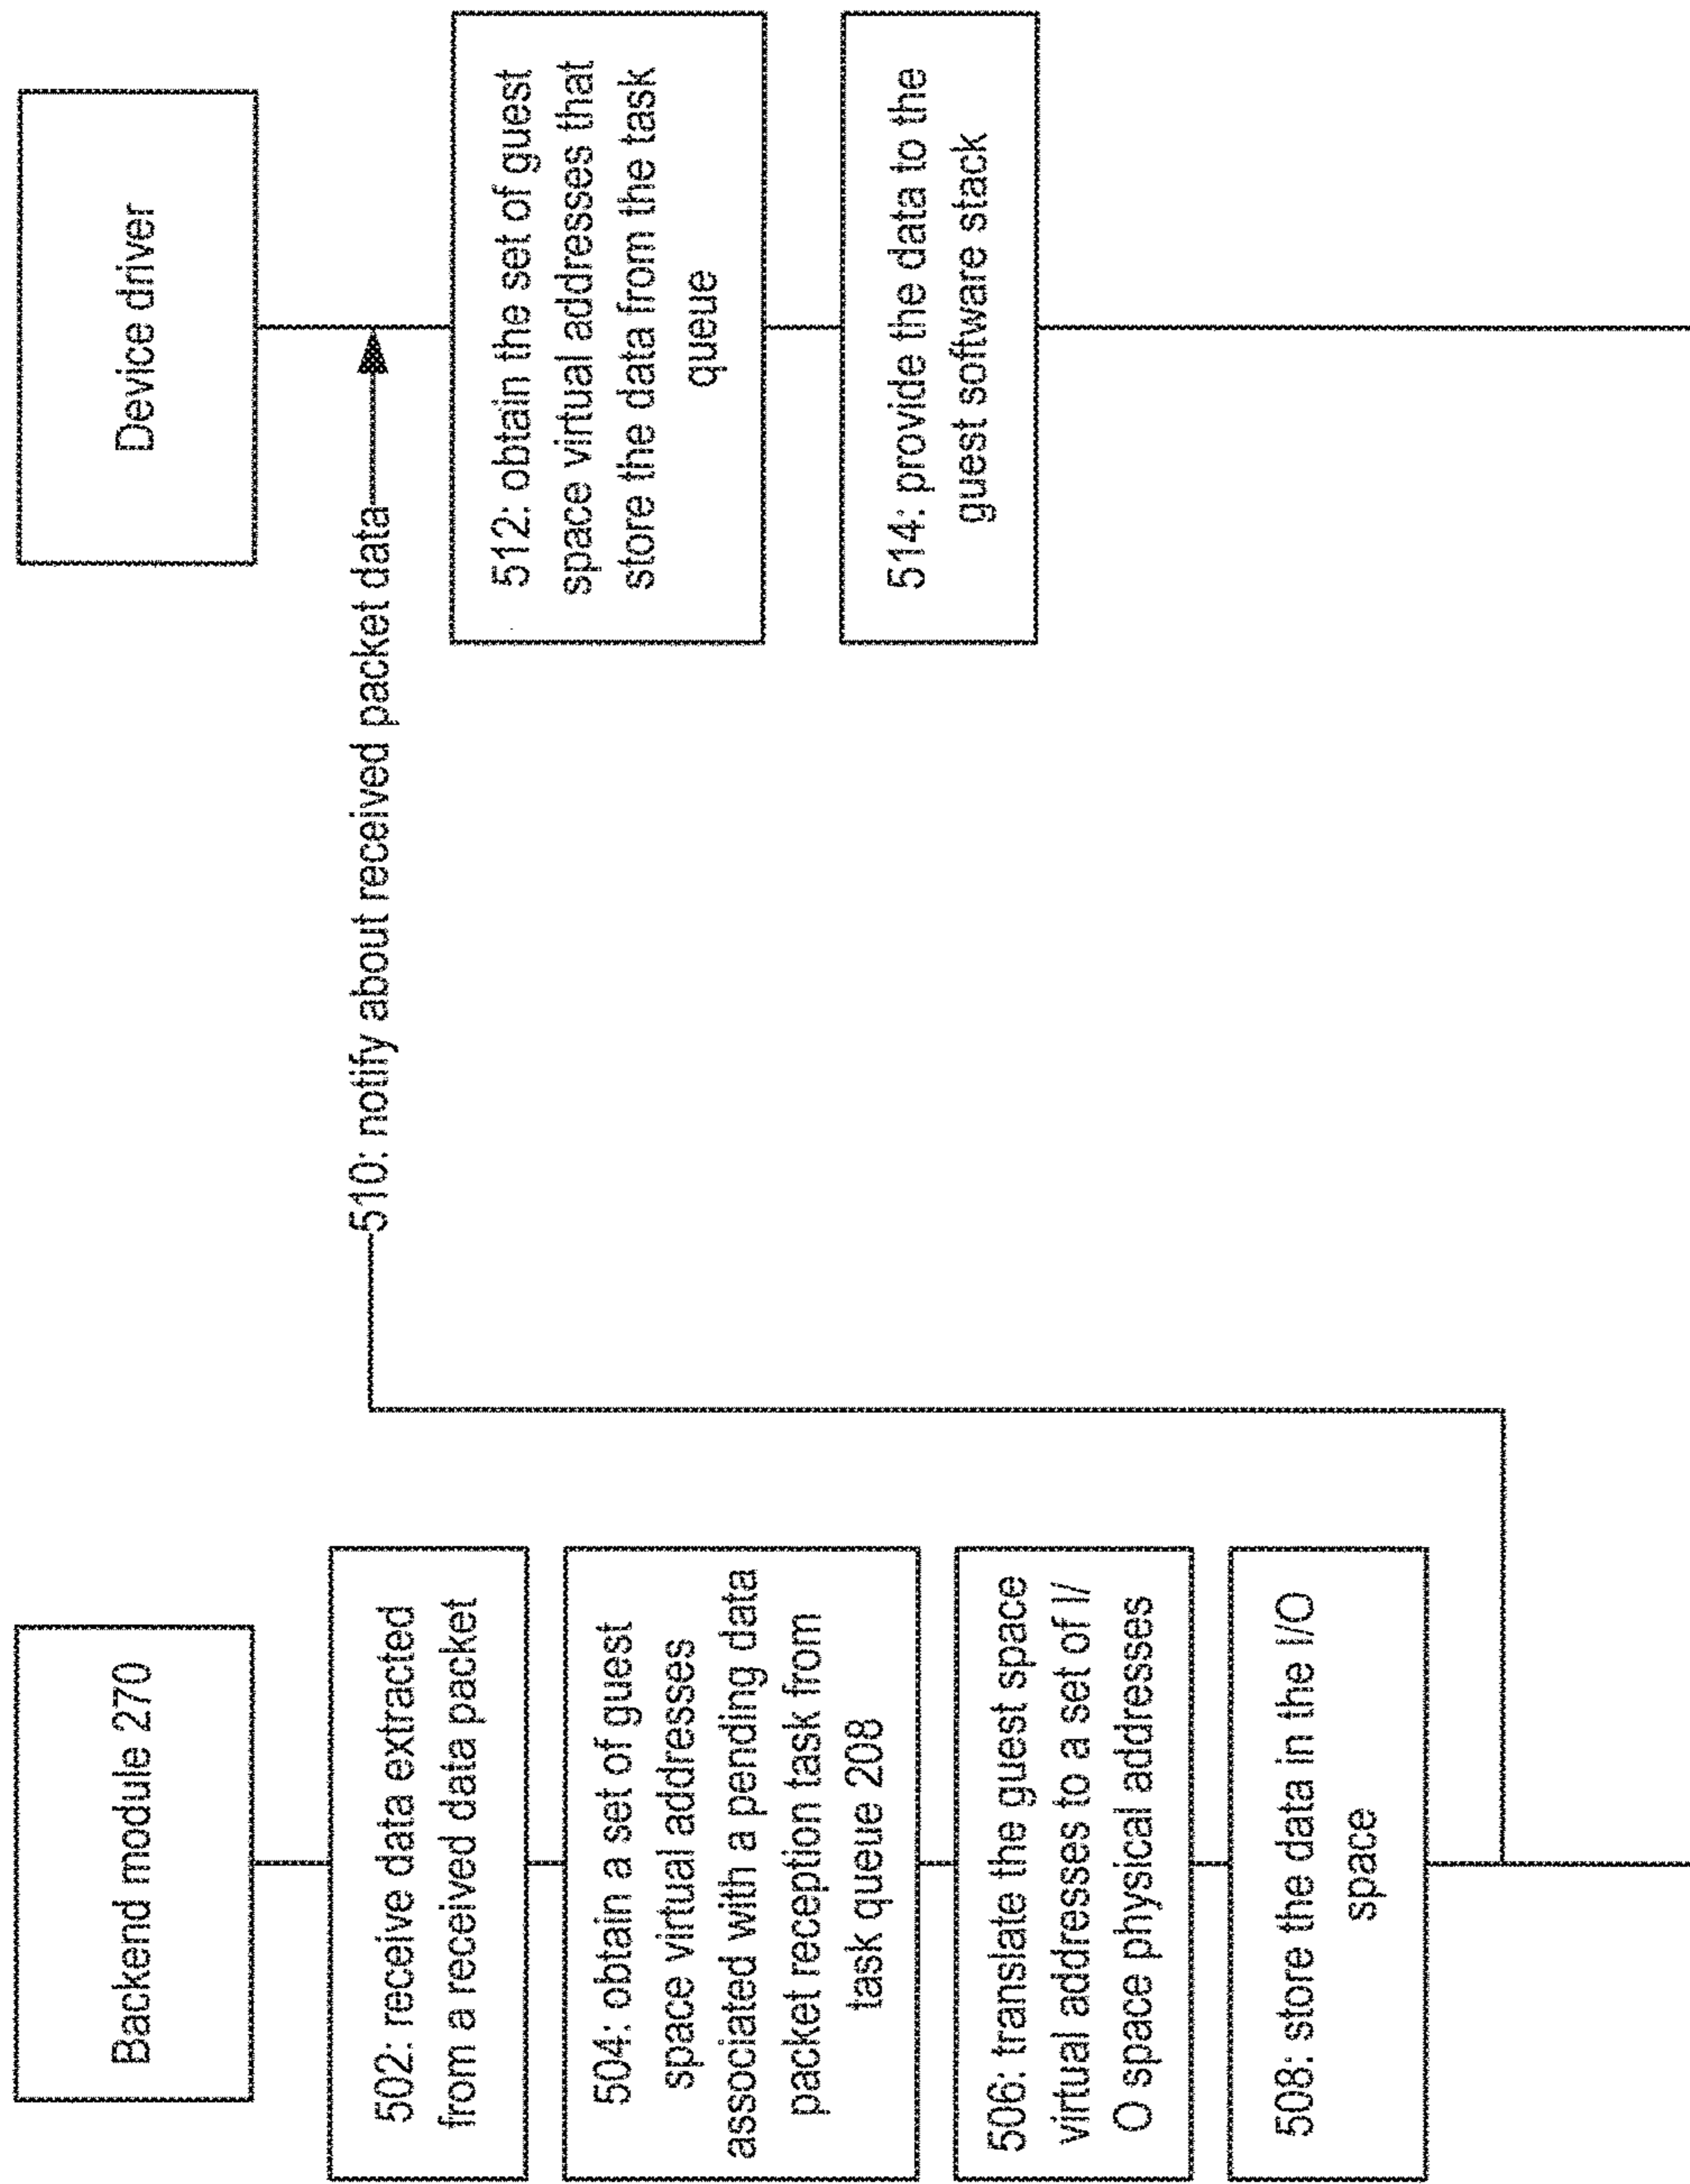 Backend module 270
502: receive data extracted
from a received data packet
504: obtain a set of guest
space virtual addresses
associated with a pending data
packet reception task from
task queue 208
506: translate the guest space
virtual addresses to a set of I/
O space physical addresses
508: store the data in the I/O
space
510: notify about received packet data
Device driver
512: obtain the set of guest
space virtual addresses that
store the data from the task
queue
514: provide the data to the
guest software stack